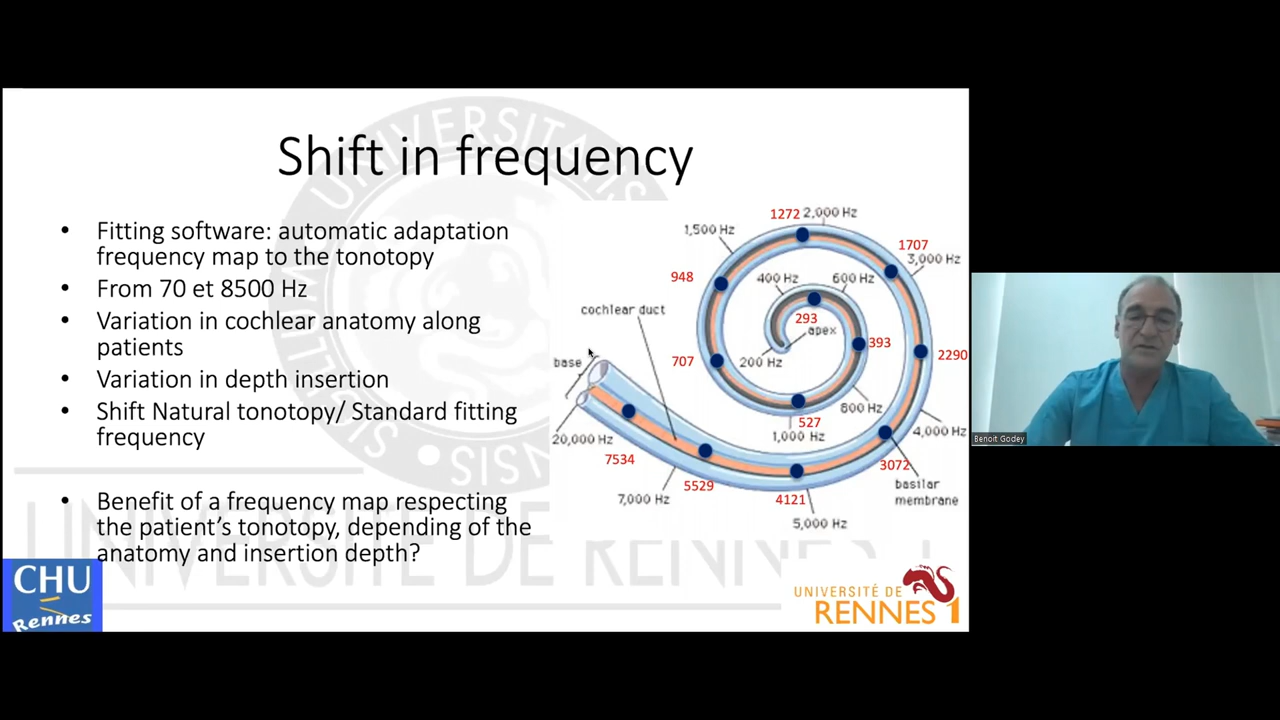 Shift in frequency
• Fitting software: automatic adaptation
frequency map to the tonotopy
• From 70 et 8500 Hz
• Variation in cochlear anatomy along
patients
• Variation in depth insertion
• Shift Natural tonotopy/ Standard fitting
frequency
• Benefit of a frequency map respecting
the patient's tonotopy, depending of the
anatomy and insertion depth?
1272 2,000 Hz
1,500 Hz
1707
3,000 Hz
948
400 Hz
600 Hz
cochlear duct
293
apex
393
2290
base
707
200 Hz
527
800 Hz
1,000 Hz
4,000 Hz
20,000 Hz
7534
3072
5529
basilar
membrane
7,000 Hz
4121
5,000 Hz
CHU
Rennes
UNIVERSITÉ DE
RENNES 1
UNIVERSITÉ DE RENNES 1
Benoit Godey